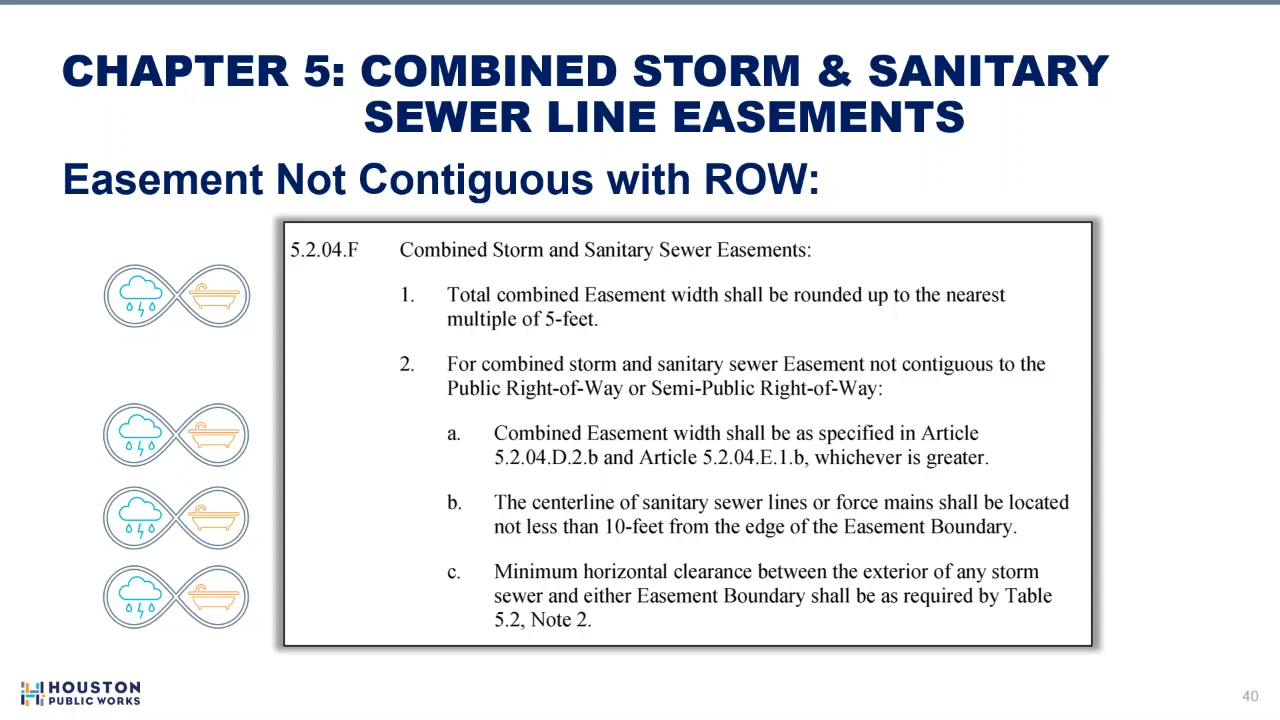 CHAPTER 5: COMBINED STORM & SANITARY
SEWER LINE EASEMENTS
Easement Not Contiguous with ROW:
5.2.04.F Combined Storm and Sanitary Sewer Easements:
1. Total combined Easement width shall be rounded up to the nearest
multiple of 5-feet.
2. For combined storm and sanitary sewer Easement not contiguous to the
Public Right-of-Way or Semi-Public Right-of-Way:
a. Combined Easement width shall be as specified in Article
5.2.04.D.2.b and Article 5.2.04.E.1.b, whichever is greater.
b. The centerline of sanitary sewer lines or force mains shall be located
not less than 10-feet from the edge of the Easement Boundary.
c. Minimum horizontal clearance between the exterior of any storm
sewer and either Easement Boundary shall be as required by Table
5.2, Note 2.
HOUSTON
PUBLIC WORKS
40